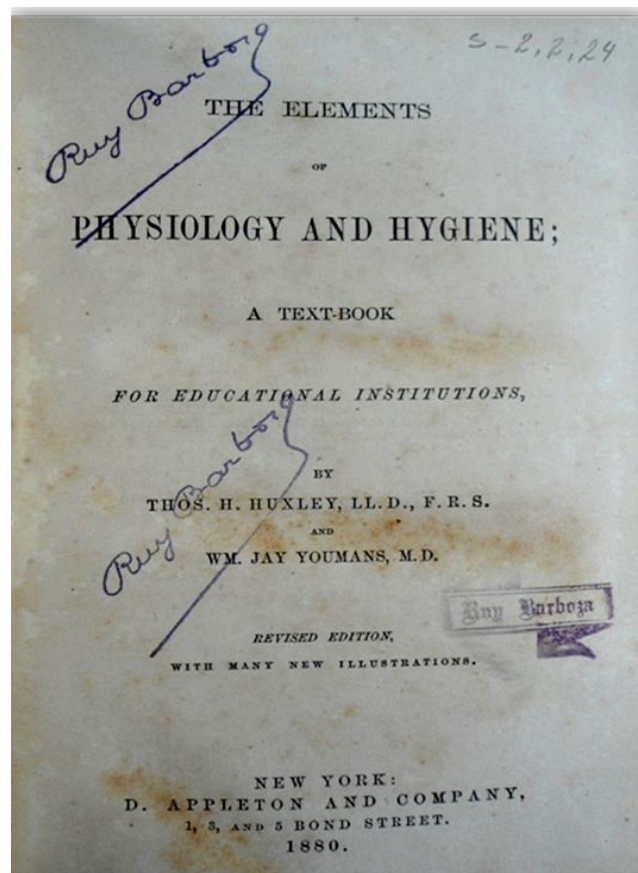 S-2,2,24
Ruy Barbosa
THE ELEMENTS
OF
PHYSIOLOGY AND HYGIENE;
A TEXT-BOOK
FOR EDUCATIONAL INSTITUTIONS,
Ruy Barbosa
BY
THOS. H. HUXLEY, LL. D., F. R. S.
AND
WM. JAY YOUMANS, M. D.
Ruy Barboza
REVISED EDITION,
WITH MANY NEW ILLUSTRATIONS.
NEW YORK:
D. APPLETON AND COMPANY,
1, 3, AND 5 BOND STREET.
1880.